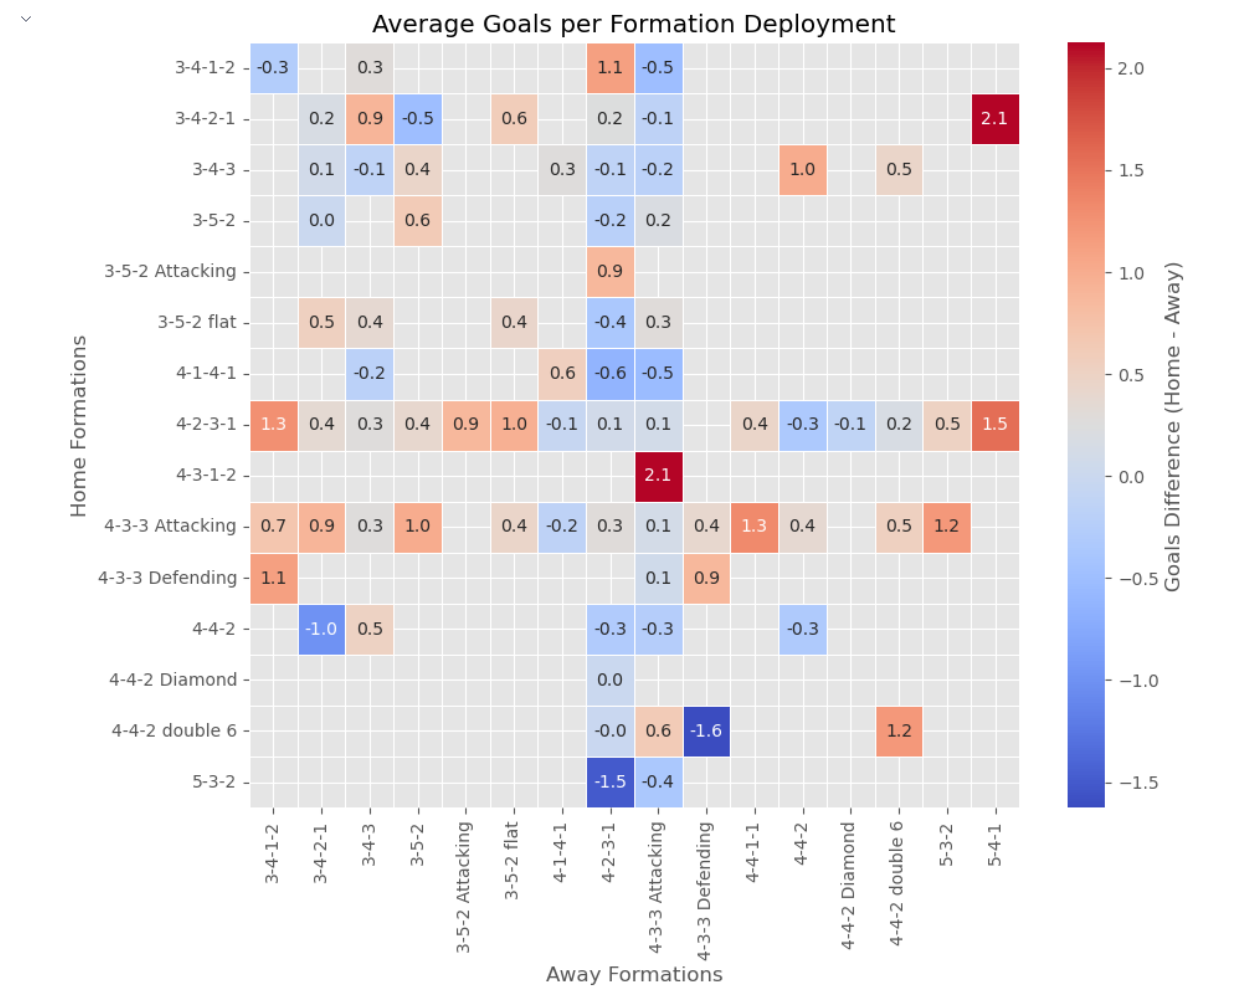 Average Goals per Formation Deployment
Home Formations
3-4-1-2 -0.3 0.3 1.1 -0.5
3-4-2-1 0.2 0.9 -0.5 0.6 0.2 -0.1 2.1
3-4-3 0.1 -0.1 0.4 0.3 -0.1 -0.2 1.0 0.5
3-5-2 0.0 0.6 -0.2 0.2
3-5-2 Attacking 0.9
3-5-2 flat 0.5 0.4 0.4 -0.4 0.3
4-1-4-1 -0.2 0.6 -0.6 -0.5
4-2-3-1 1.3 0.4 0.3 0.4 0.9 1.0 -0.1 0.1 0.1 0.4 -0.3 -0.1 0.2 0.5 1.5
4-3-1-2 2.1
4-3-3 Attacking 0.7 0.9 0.3 1.0 0.4 -0.2 0.3 0.1 0.4 1.3 0.4 0.5 1.2
4-3-3 Defending 1.1 0.1 0.9
4-4-2 -1.0 0.5 -0.3 -0.3 -0.3
4-4-2 Diamond 0.0
4-4-2 double 6 -0.0 0.6 -1.6 1.2
5-3-2 -1.5 -0.4
3-4-1-2
3-4-2-1
3-4-3
3-5-2
3-5-2 Attacking
3-5-2 flat
4-1-4-1
4-2-3-1
4-3-3 Attacking
4-3-3 Defending
4-4-1-1
4-4-2
4-4-2 Diamond
4-4-2 double 6
5-3-2
5-4-1
Away Formations
2.0
1.5
1.0
0.5
0.0
−0.5
−1.0
−1.5
Goals Difference (Home - Away)